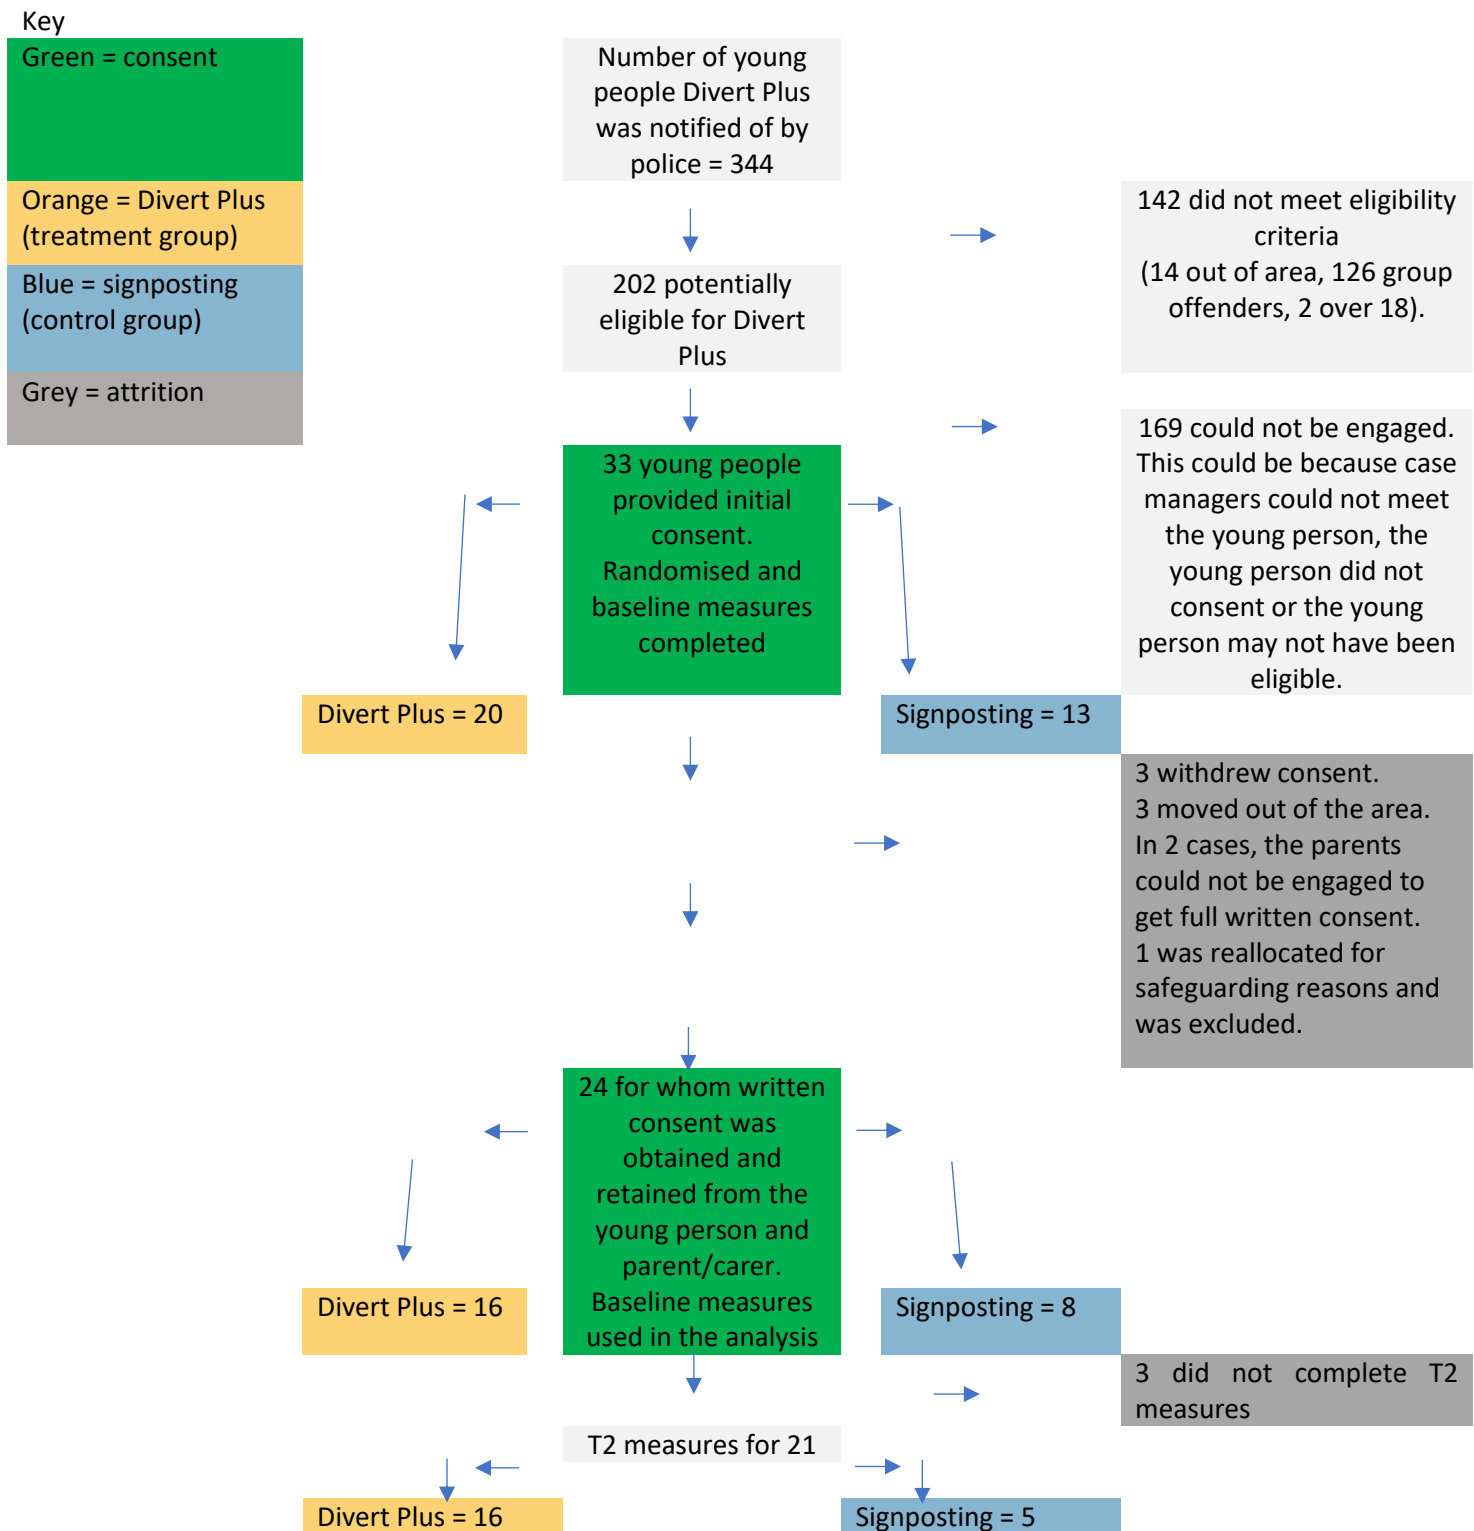 Key
Green = consent
Orange = Divert Plus
(treatment group)
Blue = signposting
(control group)
Grey = attrition
Number of young
people Divert Plus
was notified of by
police = 344
142 did not meet eligibility
criteria
(14 out of area, 126 group
offenders, 2 over 18).
202 potentially
eligible for Divert
Plus
169 could not be engaged.
This could be because case
managers could not meet
the young person, the
young person did not
consent or the young
person may not have been
eligible.
33 young people
provided initial
consent.
Randomised and
baseline measures
completed
Divert Plus = 20
Signposting = 13
3 withdrew consent.
3 moved out of the area.
In 2 cases, the parents
could not be engaged to
get full written consent.
1 was reallocated for
safeguarding reasons and
was excluded.
24 for whom written
consent was
obtained and
retained from the
young person and
parent/carer.
Baseline measures
used in the analysis
Divert Plus = 16
Signposting = 8
3 did not complete T2
measures
T2 measures for 21
Divert Plus = 16
Signposting = 5